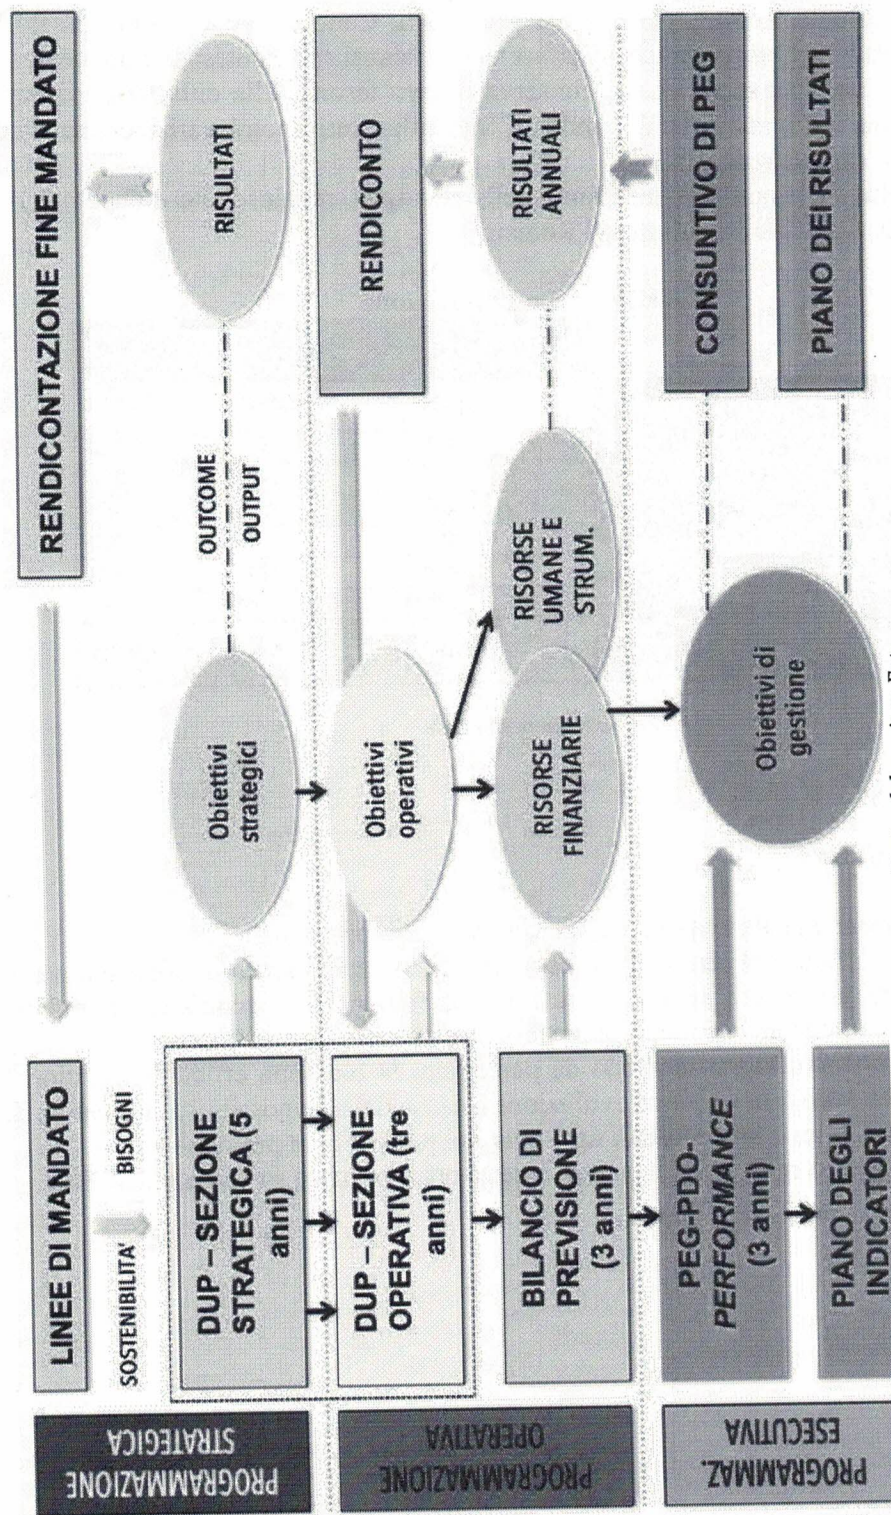 LINEE DI MANDATO
RENDICONTAZIONE FINE MANDATO
SOSTENIBILITA'
BISOGNI
PROGRAMMAZIONE
STRATEGICA
DUP – SEZIONE
STRATEGICA (5
anni)
Obiettivi
strategici
OUTCOME
OUTPUT
RISULTATI
PROGRAMMAZIONE
OPERATIVA
DUP – SEZIONE
OPERATIVA (tre
anni)
Obiettivi
operativi
RENDICONTO
BILANCIO DI
PREVISIONE
(3 anni)
RISORSE
FINANZIARIE
RISORSE
UMANE E
STRUM.
RISULTATI
ANNUALI
PROGRAMMAZ.
ESECUTIVA
PEG-PDO-
PERFORMANCE
(3 anni)
Obiettivi di
gestione
CONSUNTIVO DI PEG
PIANO DEGLI
INDICATORI
PIANO DEI RISULTATI